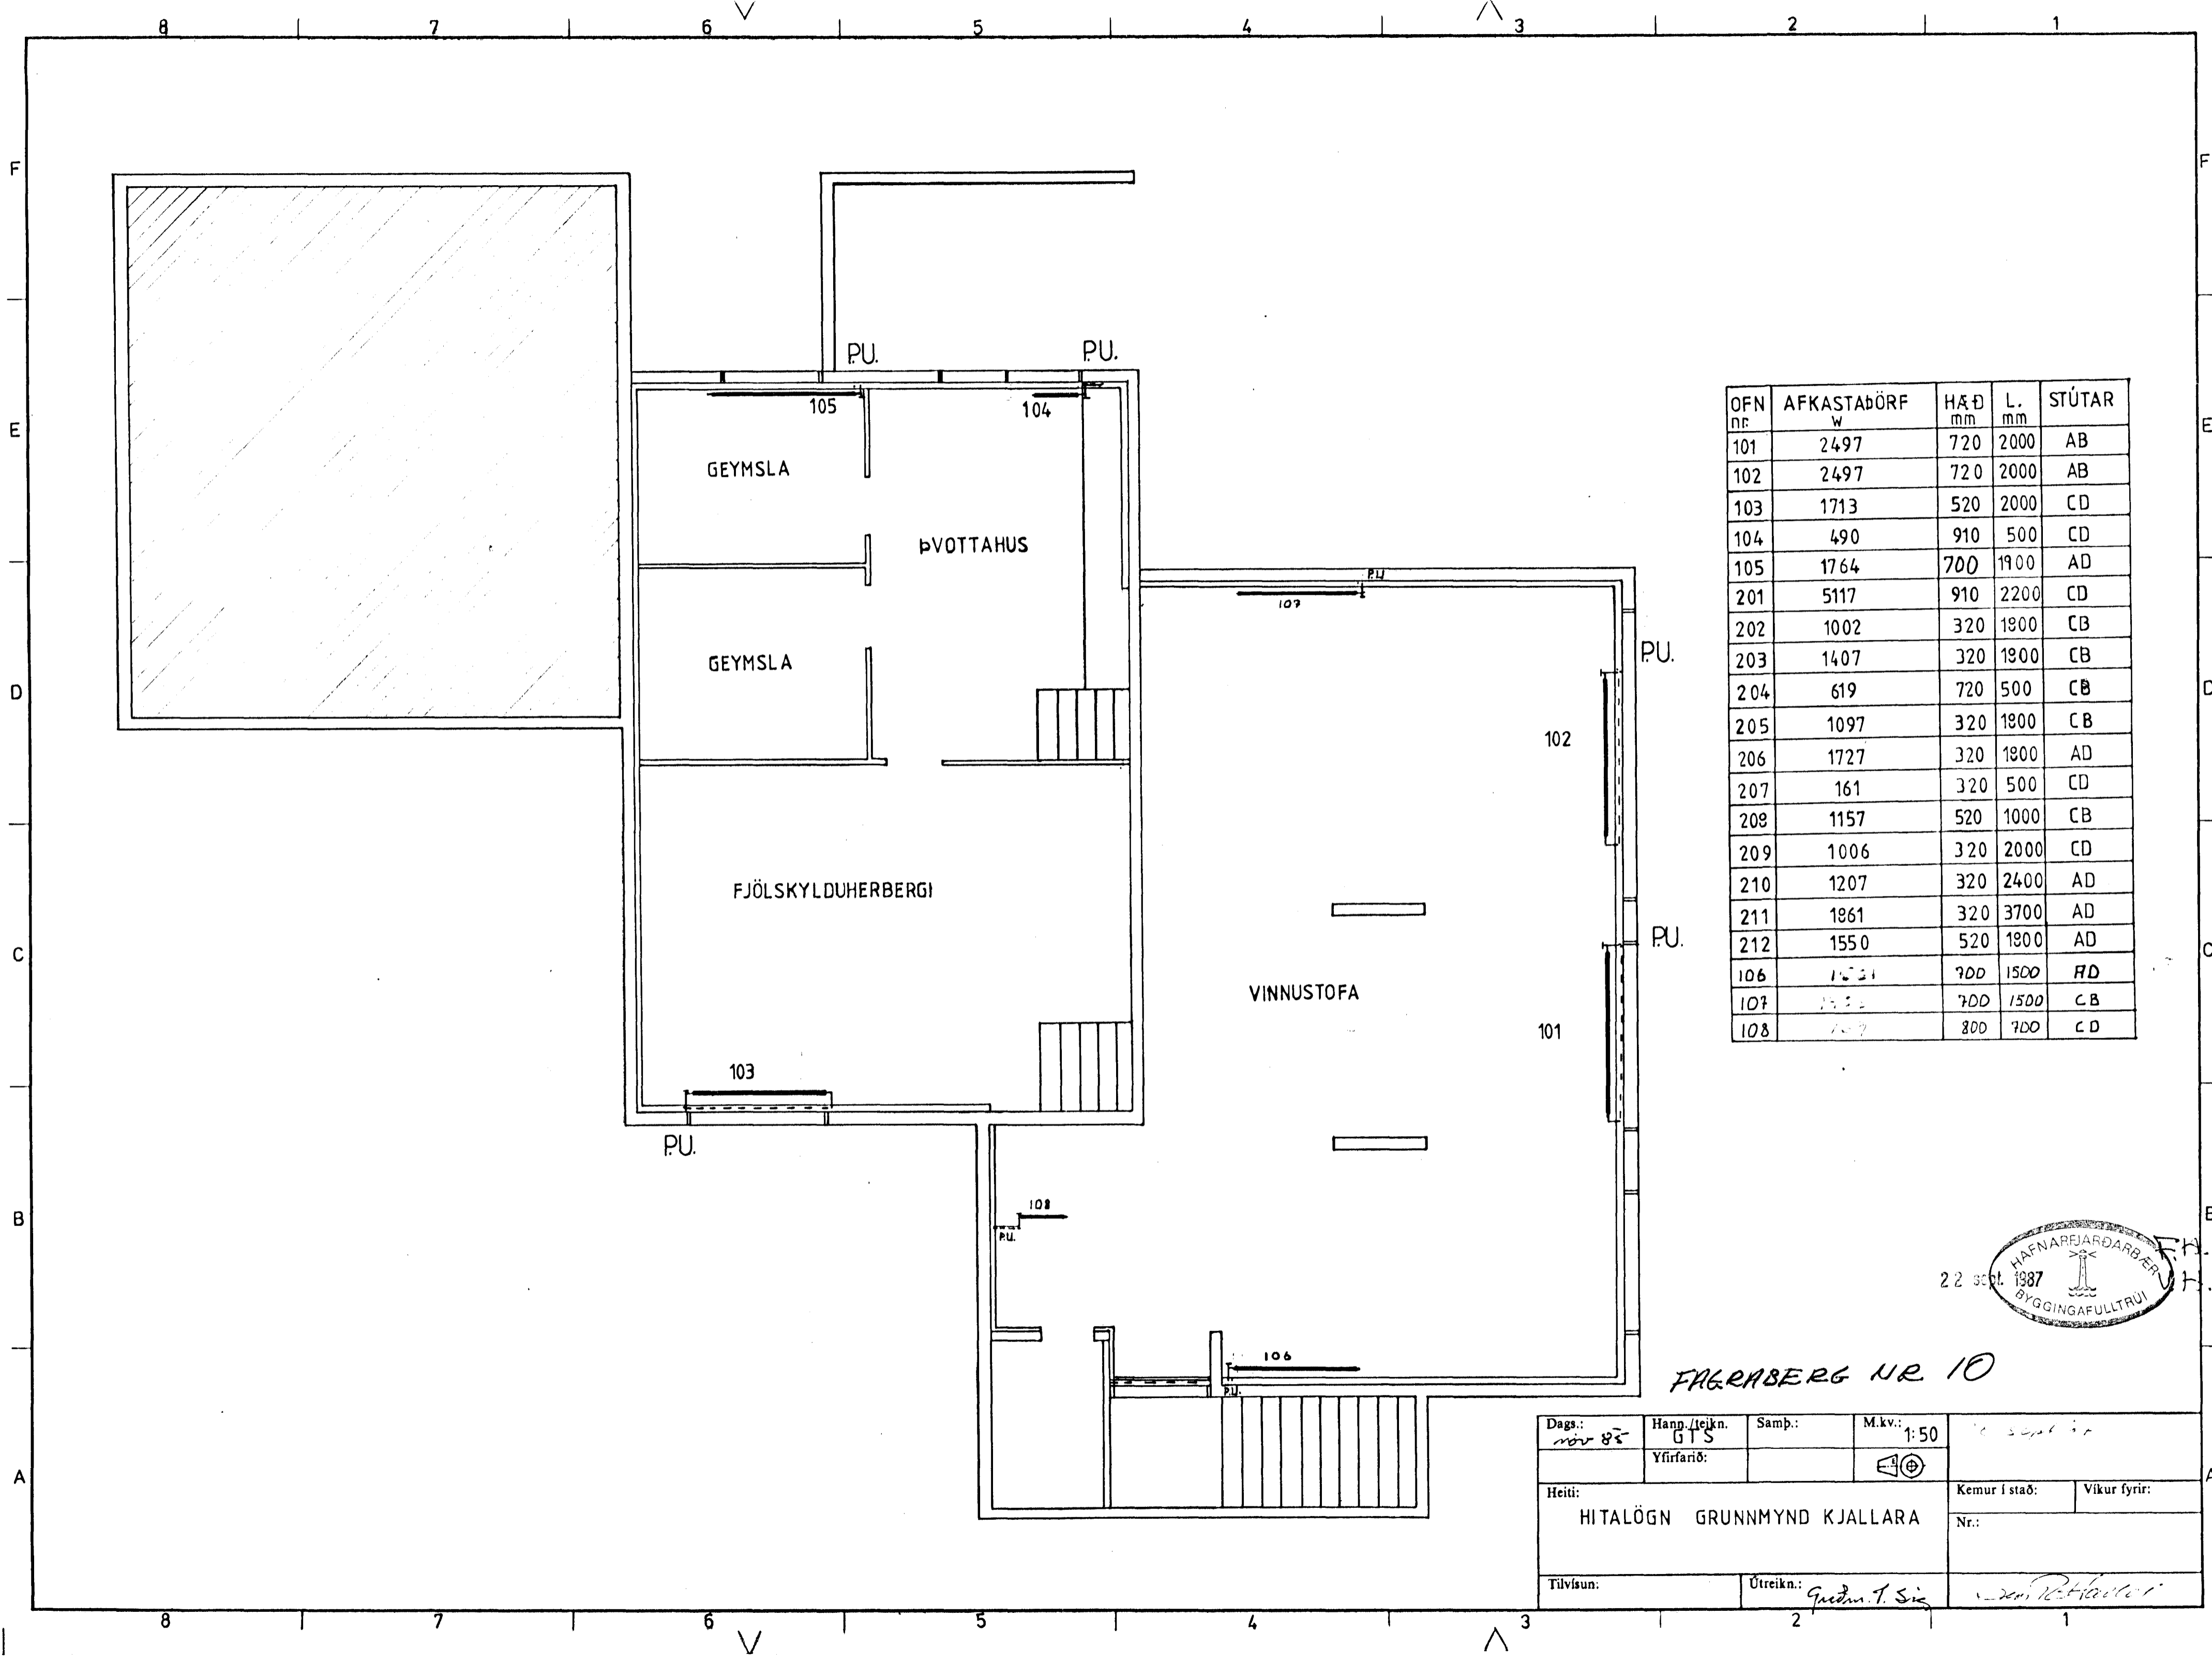 8 7 6 5 4 3 2 1
F
E
D
C
B
A
F
E
D
C
E
A
P.U.
P.U.
105
104
GEYMSLA
ÞVOTTAHUS
GEYMSLA
FJÖLSKYLDUHERBERGI
103
P.U.
P.U
107
P.U.
102
P.U.
VINNUSTOFA
101
108
P.U.
106
P.U.
OFN nr. AFKASTAÞÖRF W HÆÐ mm L. mm STÚTAR
101 2497 720 2000 AB
102 2497 720 2000 AB
103 1713 520 2000 CD
104 490 910 500 CD
105 1764 700 1900 AD
201 5117 910 2200 CD
202 1002 320 1800 CB
203 1407 320 1800 CB
204 619 720 500 CB
205 1097 320 1800 CB
206 1727 320 1800 AD
207 161 320 500 CD
208 1157 520 1000 CB
209 1006 320 2000 CD
210 1207 320 2400 AD
211 1861 320 3700 AD
212 1550 520 1800 AD
106 700 1500 AD
107 700 1500 CB
108 800 700 CD
HAFNARFJARÐARBÆR
22 sept. 1987
BYGGINGAFULLTRÚI
FAGRABERG NR 10
Dags.: nóv 85
Hann./teikn. GTS
Samþ.:
M.kv.: 1:50
Yfirfarið:
Heiti:
HITALÖGN GRUNNMYND KJALLARA
Kemur í stað:
Víkur fyrir:
Nr.:
Tilvísun:
Útreikn.: Guðm. T. Sig
8 7 6 5 4 3 2 1